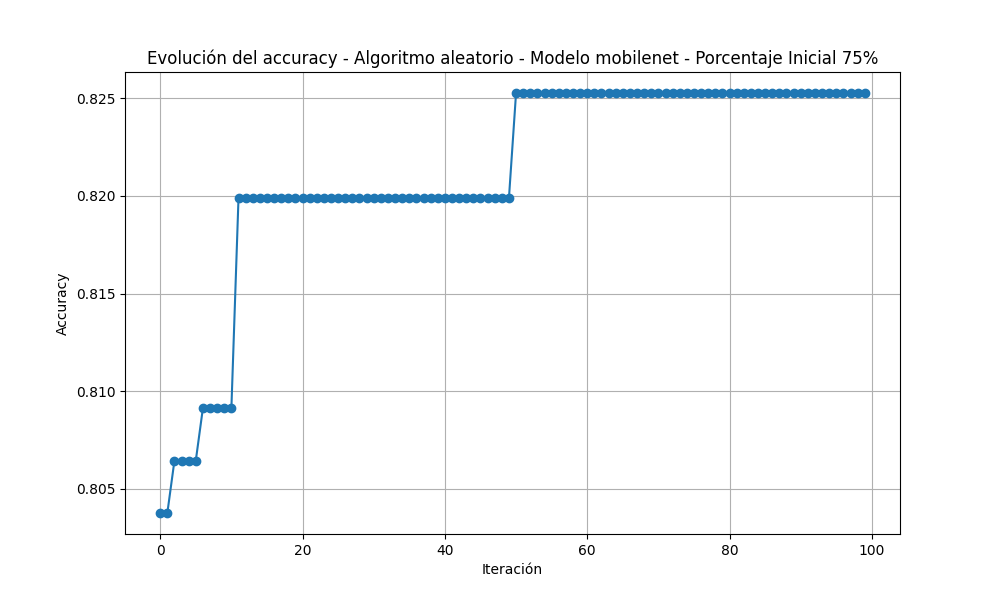 Evolución del accuracy - Algoritmo aleatorio - Modelo mobilenet - Porcentaje Inicial 75%
0.825
0.820
0.815
0.810
0.805
Accuracy
0 20 40 60 80 100
Iteración